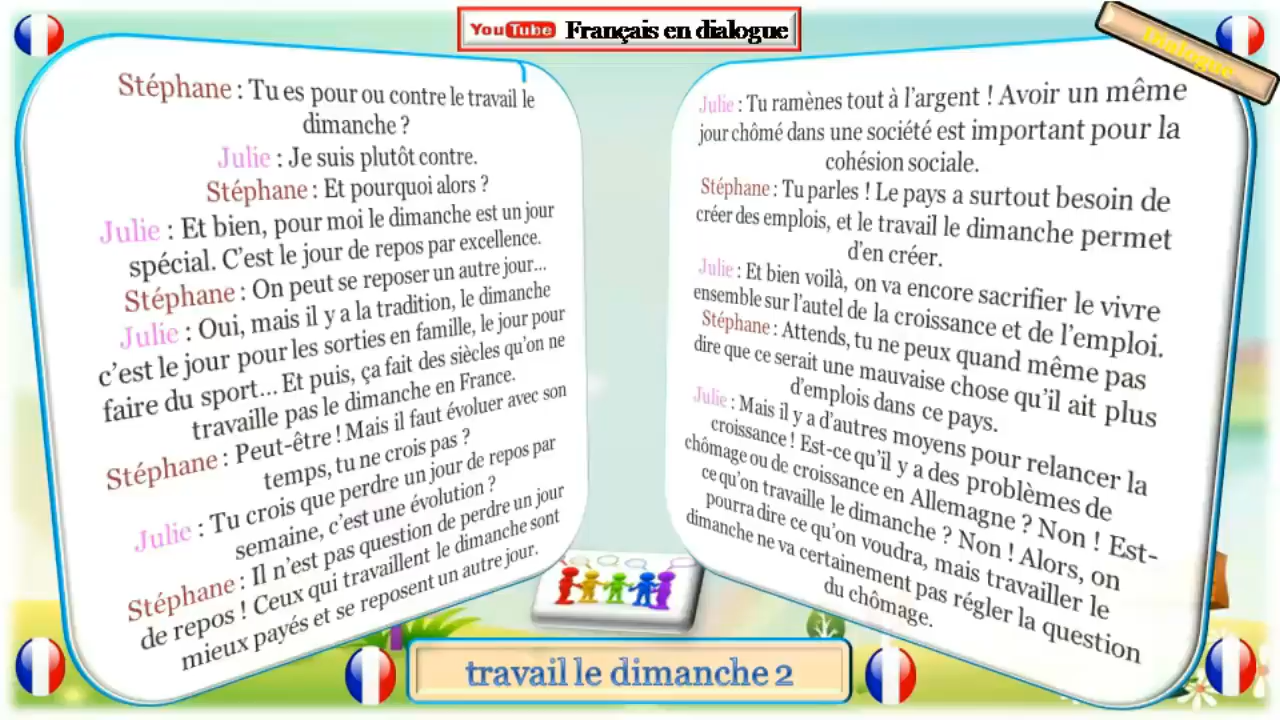 YouTube Français en dialogue
Dialogue
Stéphane : Tu es pour ou contre le travail le
dimanche ?
Julie : Je suis plutôt contre.
Stéphane : Et pourquoi alors ?
Julie : Et bien, pour moi le dimanche est un jour
spécial. C’est le jour de repos par excellence.
Stéphane : On peut se reposer un autre jour...
Julie : Oui, mais il y a la tradition, le dimanche
c’est le jour pour les sorties en famille, le jour pour
faire du sport... Et puis, ça fait des siècles qu’on ne
travaille pas le dimanche en France.
Stéphane : Peut-être ! Mais il faut évoluer avec son
temps, tu ne crois pas ?
Julie : Tu crois que perdre un jour de repos par
semaine, c’est une évolution ?
Stéphane : Il n’est pas question de perdre un jour
de repos ! Ceux qui travaillent le dimanche sont
mieux payés et se reposent un autre jour.
Julie : Tu ramènes tout à l’argent ! Avoir un même
jour chômé dans une société est important pour la
cohésion sociale.
Stéphane : Tu parles ! Le pays a surtout besoin de
créer des emplois, et le travail le dimanche permet
d’en créer.
Julie : Et bien voilà, on va encore sacrifier le vivre
ensemble sur l’autel de la croissance et de l’emploi.
Stéphane : Attends, tu ne peux quand même pas
dire que ce serait une mauvaise chose qu’il ait plus
d’emplois dans ce pays.
Julie : Mais il y a d’autres moyens pour relancer la
croissance ! Est-ce qu’il y a des problèmes de
chômage ou de croissance en Allemagne ? Non ! Est-
ce qu’on travaille le dimanche ? Non ! Alors, on
pourra dire ce qu’on voudra, mais travailler le
dimanche ne va certainement pas régler la question
du chômage.
travail le dimanche 2